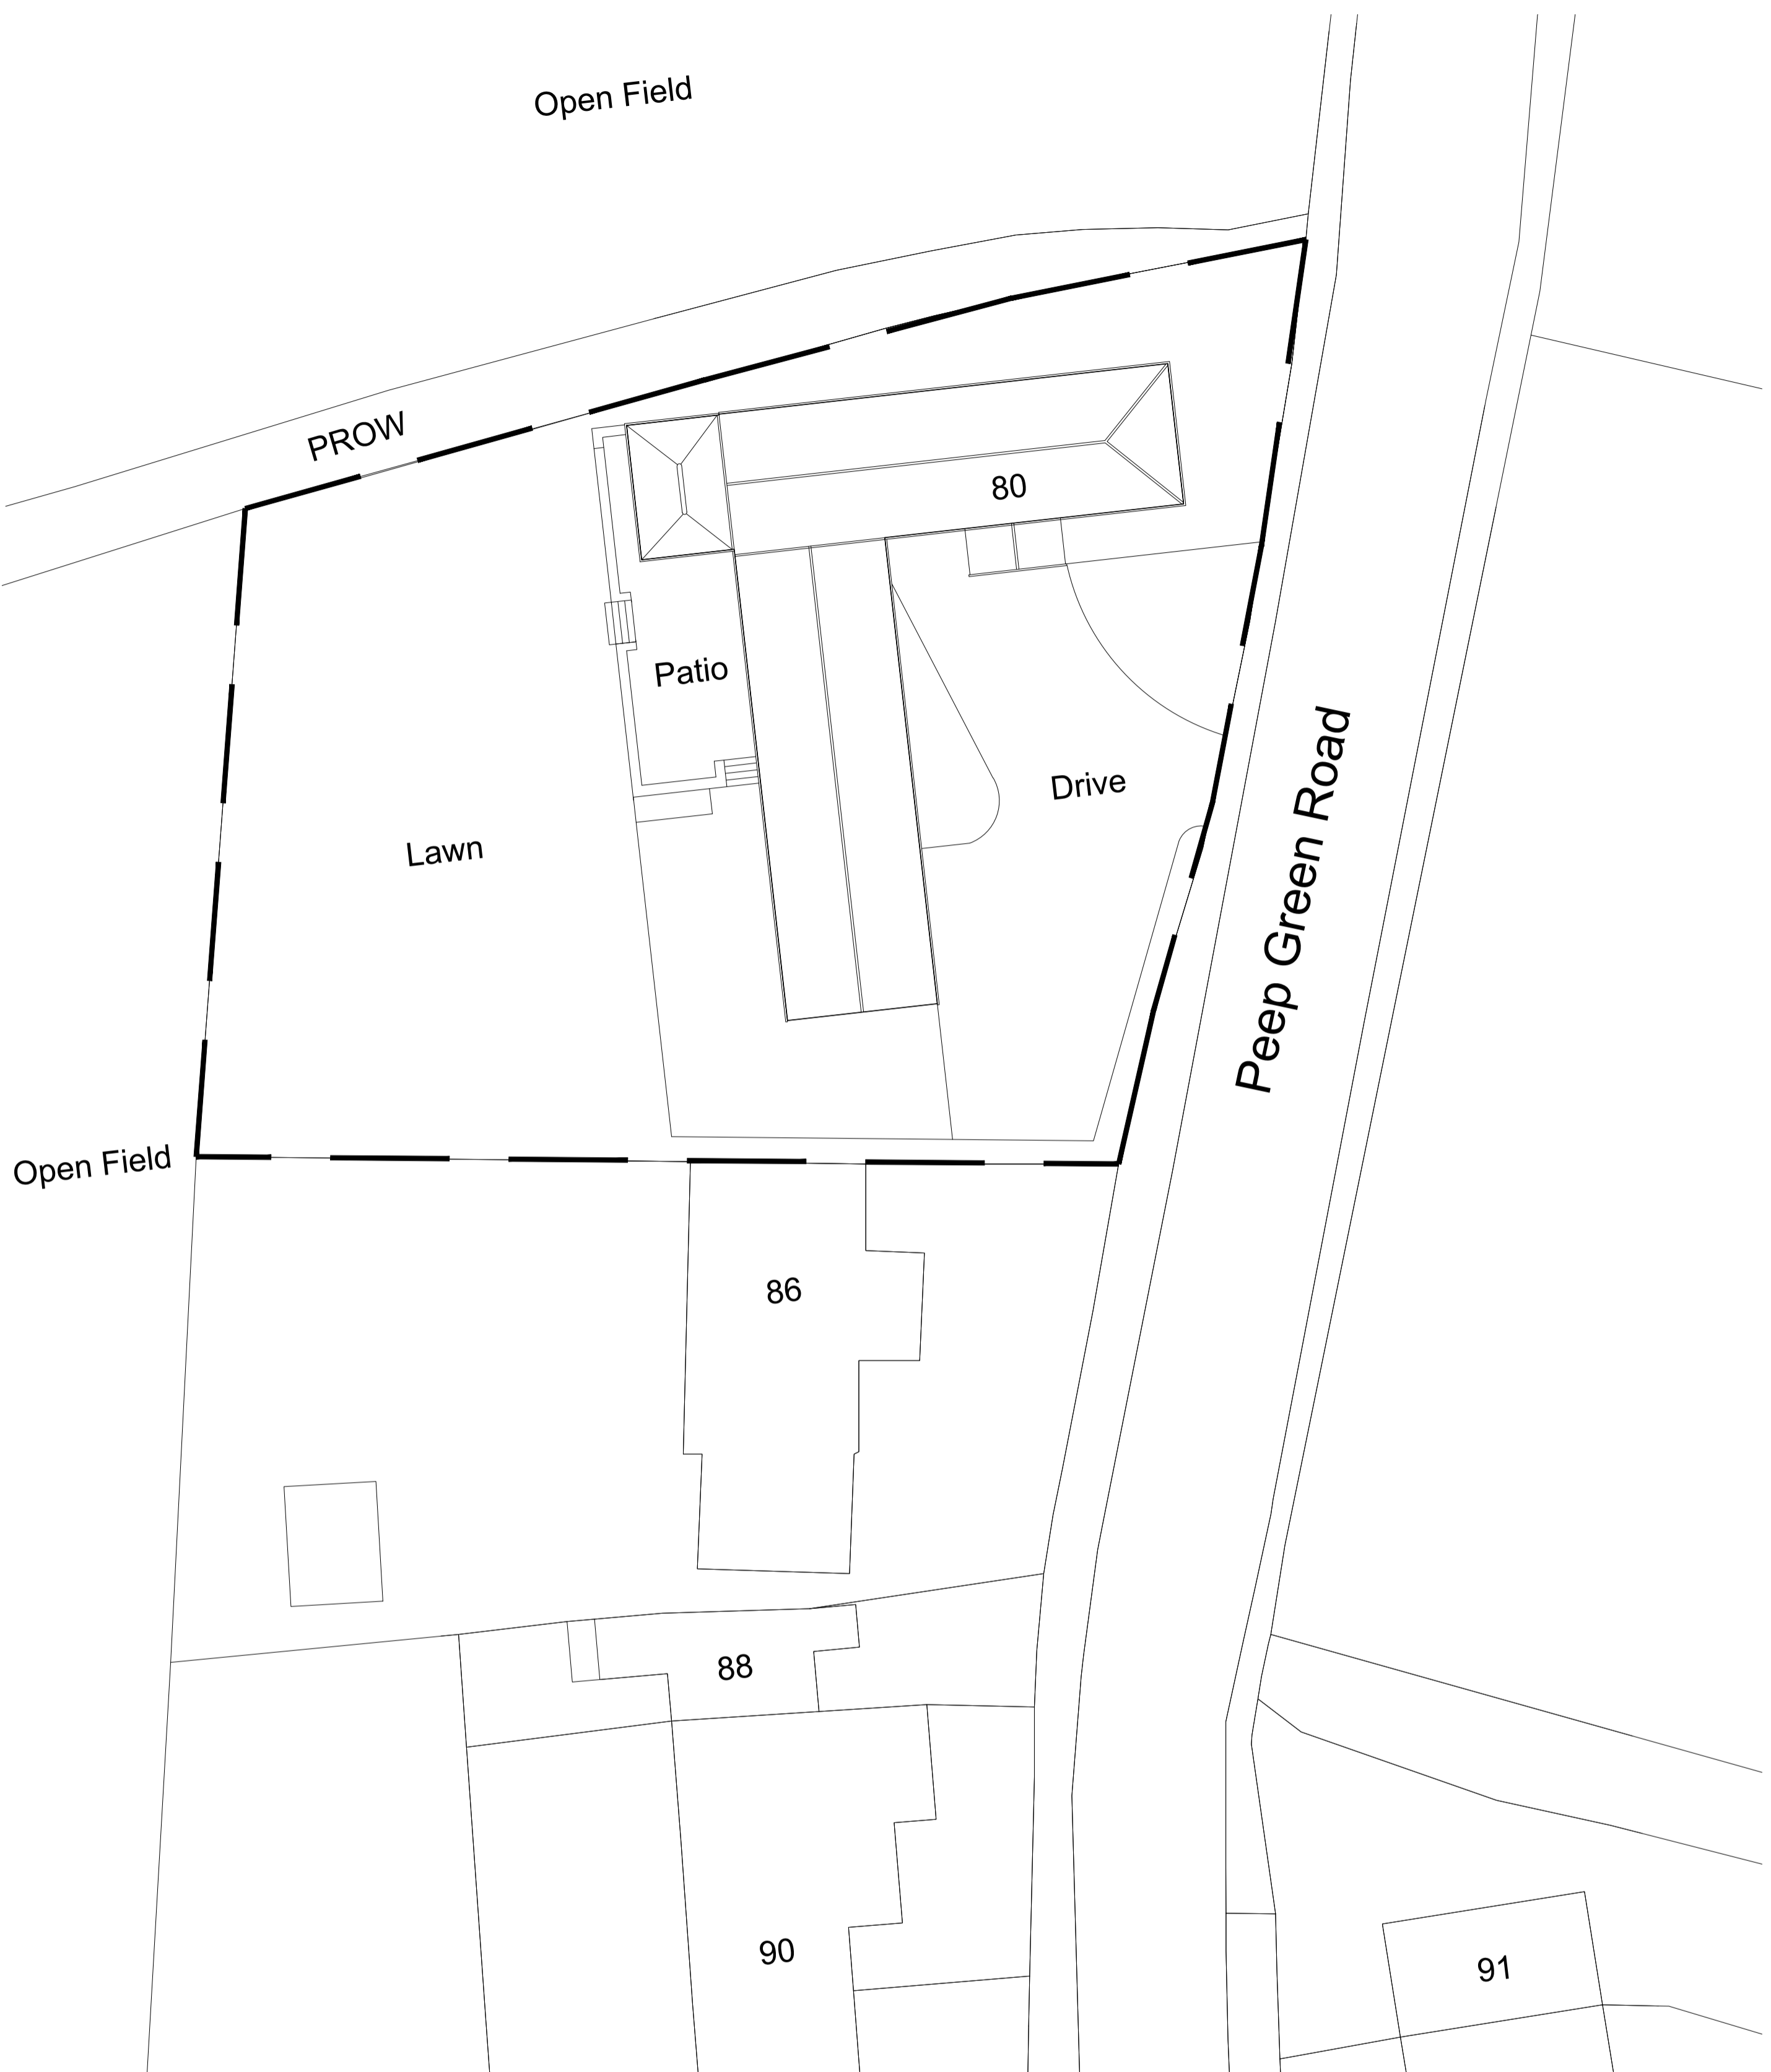 Open Field
PROW
80
Patio
Drive
Lawn
Peep Green Road
Open Field
86
88
90
91